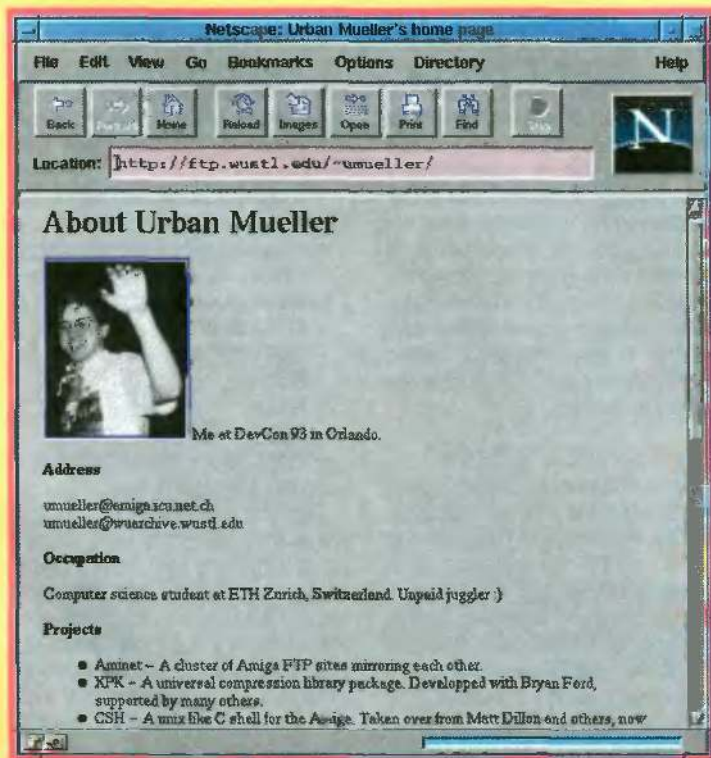 Netscape: Urban Mueller's home page
File Edit View Go Bookmarks Options Directory Help
Back Forward Home Reload Images Open Print Find Stop
N
Location: http://ftp.wustl.edu/~umueller/
About Urban Mueller
Me at DevCon 93 in Orlando.
Address
umueller@amiga.icu.net.ch
umueller@wuarchive.wustl.edu
Occupation
Computer science student at ETH Zurich, Switzerland. Unpaid juggler :)
Projects
• Aminet – A cluster of Amiga FTP sites mirroring each other.
• XPK – A universal compression library package. Developped with Bryan Ford,
supported by many others.
• CSH – A unix like C shell for the Amiga. Taken over from Matt Dillon and others, now